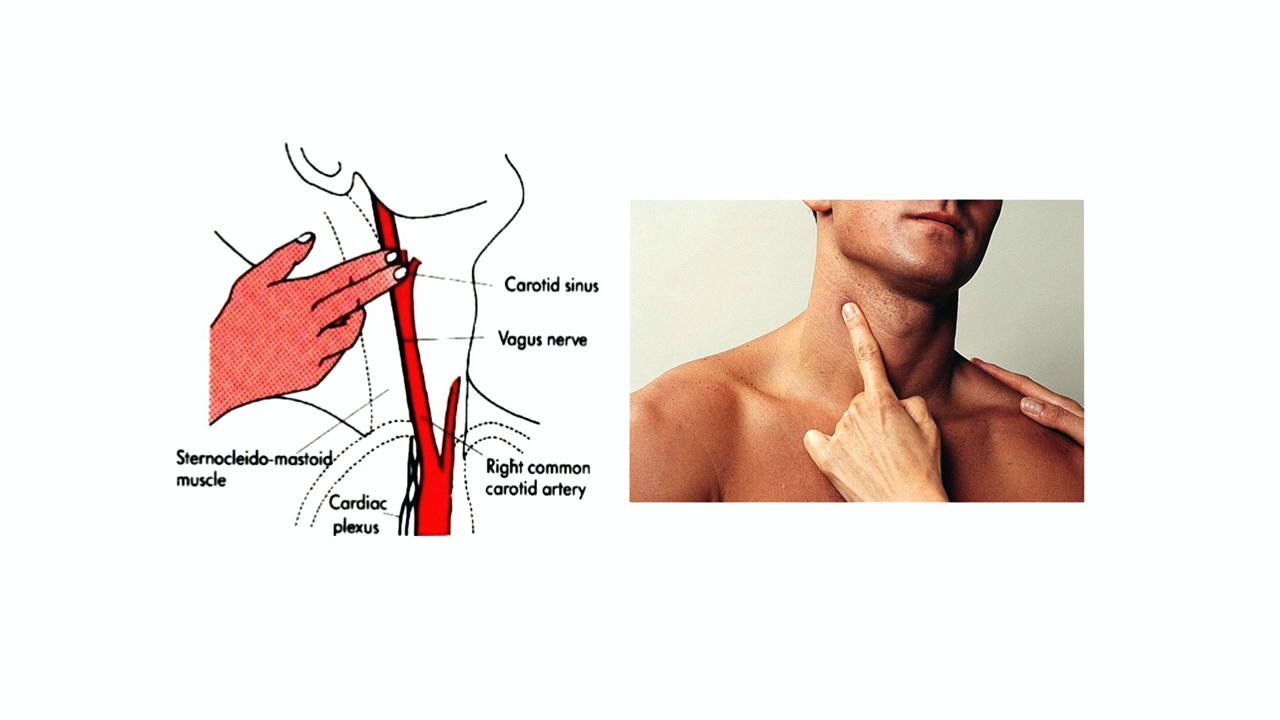 Carotid sinus
Vagus nerve
Sternocleido-mastoid
muscle
Right common
carotid artery
Cardiac
plexus